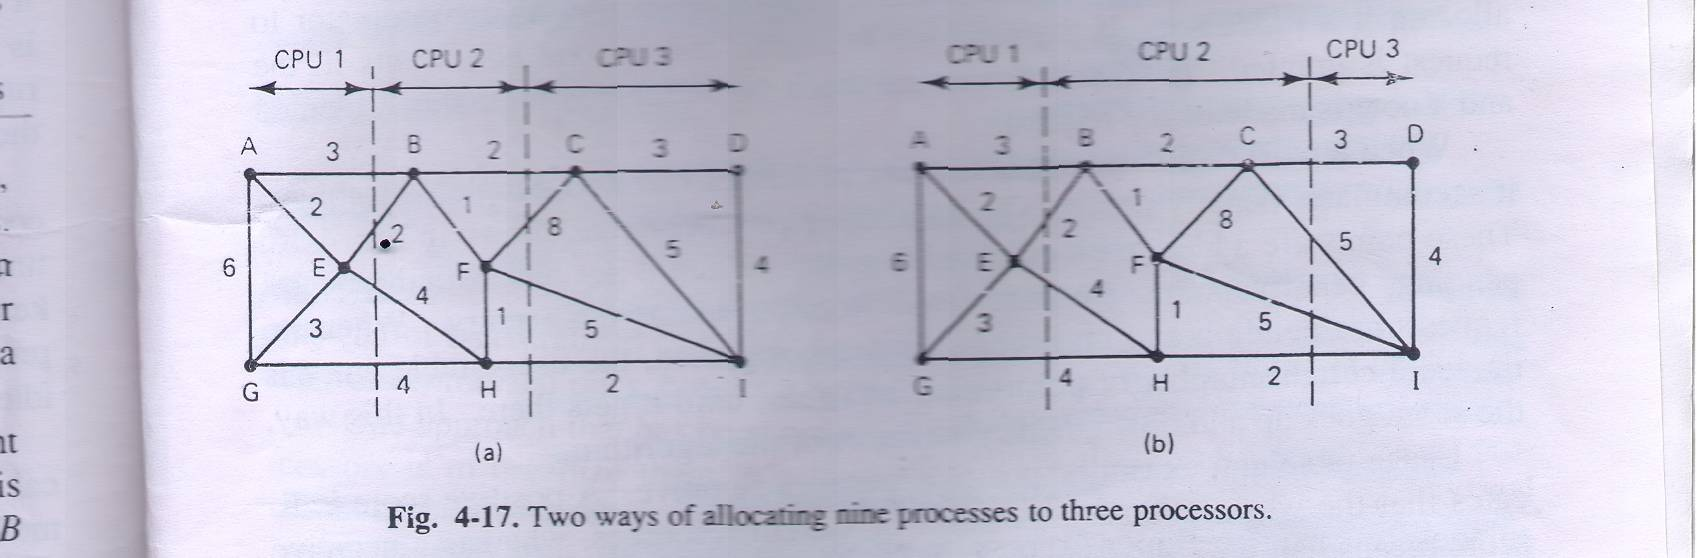 CPU 1 CPU 2 CPU 3
A 3 B 2 C 3 D
2 2 1 8
6 E F 5 4
4
3 1 5
G 4 H 2 I
(a)
CPU 1 CPU 2 CPU 3
A 3 B 2 C 3 D
2 2 1 8 5
6 E F 4
4
3 1 5
G 4 H 2 I
(b)
Fig. 4-17. Two ways of allocating nine processes to three processors.
s
,
r
a
nt
is
B